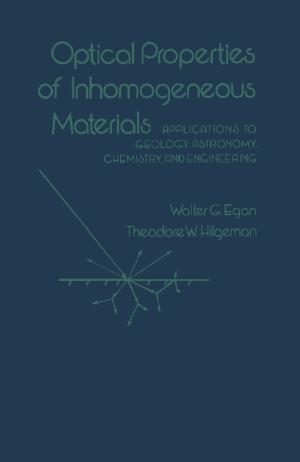 Optical Properties
of Inhomogeneous
Materials APPLICATIONS TO
GEOLOGY, ASTRONOMY,
CHEMISTRY, AND ENGINEERING
Walter G. Egan
Theodore W. Hilgeman